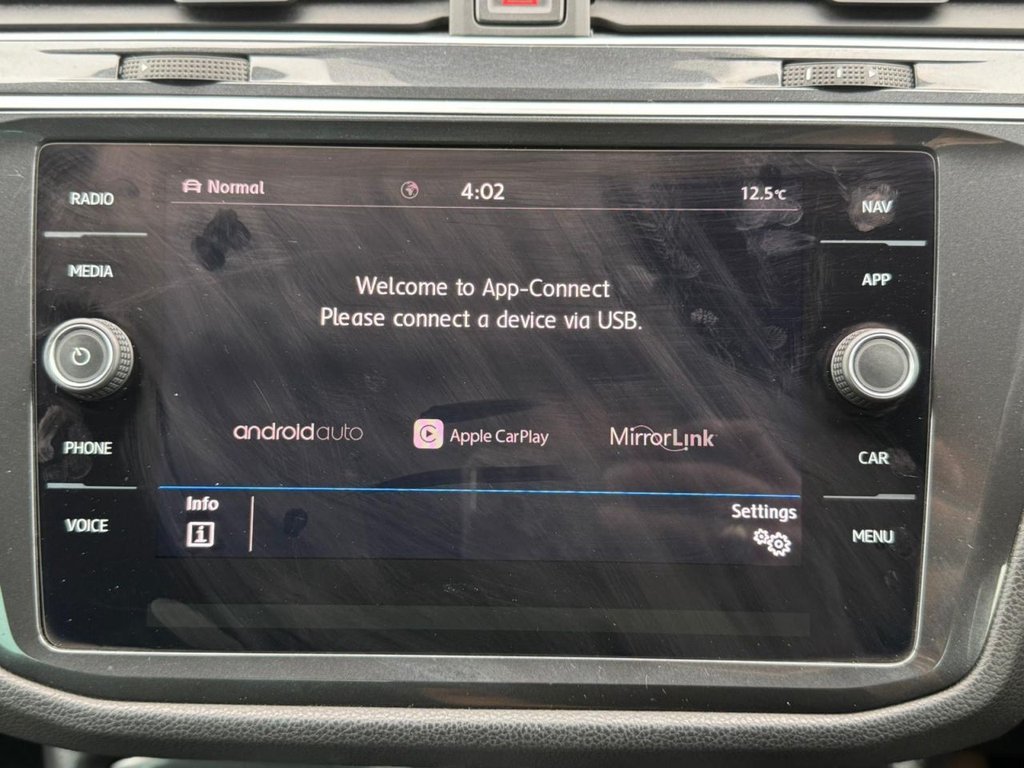 RADIO
MEDIA
PHONE
VOICE
Normal
4:02
12.5°C
Welcome to App-Connect
Please connect a device via USB.
androidauto
Apple CarPlay
MirrorLink
Info
i
Settings
NAV
APP
CAR
MENU